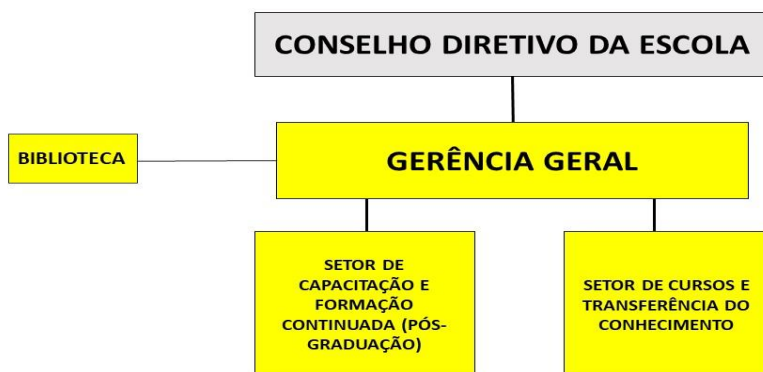 CONSELHO DIRETIVO DA ESCOLA
BIBLIOTECA
GERÊNCIA GERAL
SETOR DE
CAPACITAÇÃO E
FORMAÇÃO
CONTINUADA (PÓS-
GRADUAÇÃO)
SETOR DE CURSOS E
TRANSFERÊNCIA DO
CONHECIMENTO